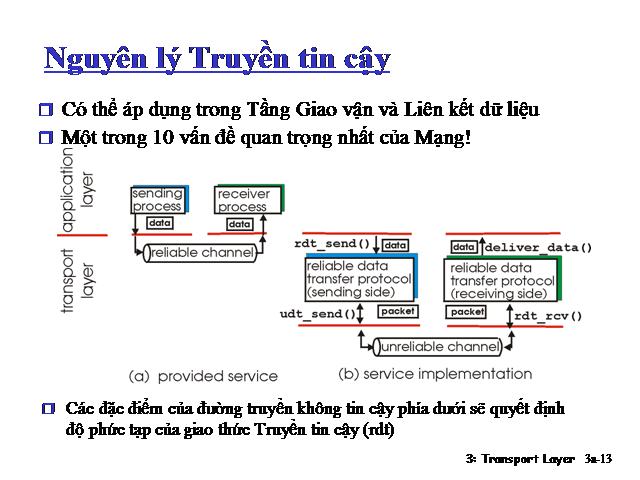 Nguyên lý Truyền tin cậy
Có thể áp dụng trong Tầng Giao vận và Liên kết dữ liệu
Một trong 10 vấn đề quan trọng nhất của Mạng!
application
layer
transport
layer
sending
process
receiver
process
data
data
reliable channel
(a) provided service
rdt_send()
data
data
deliver_data()
reliable data
transfer protocol
(sending side)
reliable data
transfer protocol
(receiving side)
udt_send()
packet
packet
rdt_rcv()
unreliable channel
(b) service implementation
Các đặc điểm của đường truyền không tin cậy phía dưới sẽ quyết định
độ phức tạp của giao thức Truyền tin cậy (rdt)
3: Transport Layer 3a-13